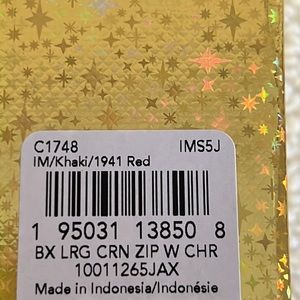 C1748 IMS5J
IM/Khaki/1941 Red
1 95031 13850 8
BX LRG CRN ZIP W CHR
10011265JAX
Made in Indonesia/Indonésie